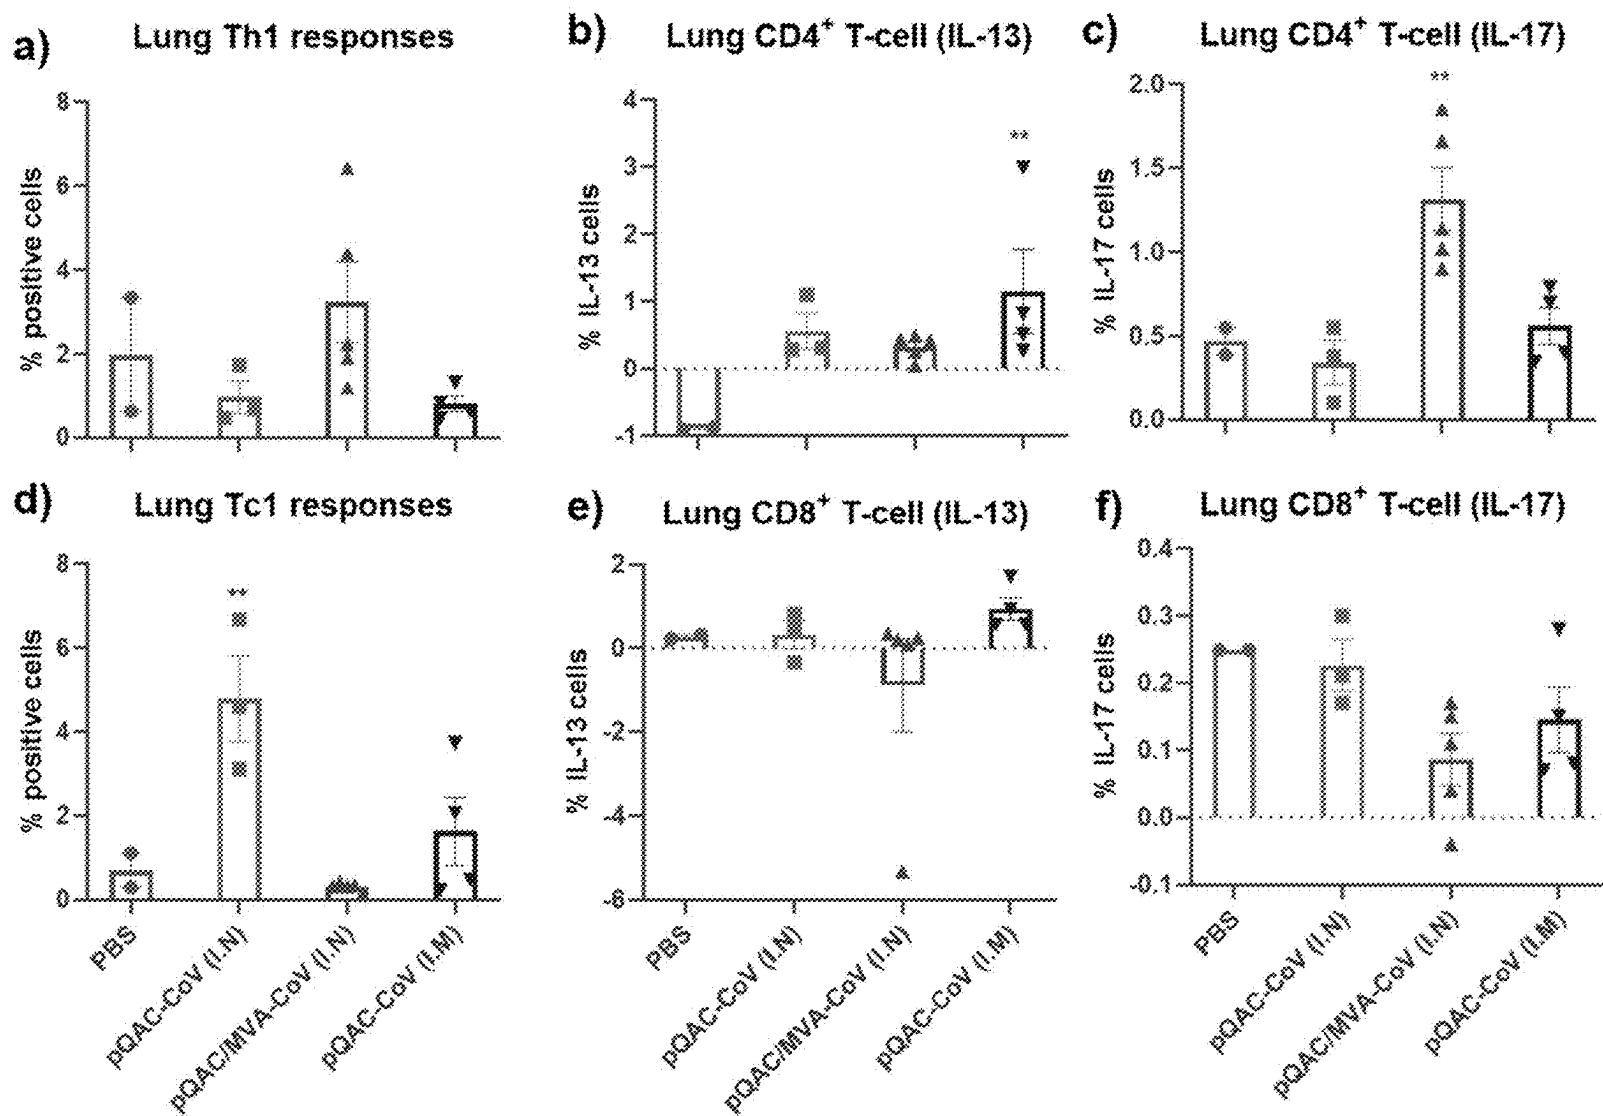 a) Lung Th1 responses
% positive cells
8
6
4
2
0
b) Lung CD4+ T-cell (IL-13)
% IL-13 cells
4
3
2
1
0
-1
**
c) Lung CD4+ T-cell (IL-17)
% IL-17 cells
2.0
1.5
1.0
0.5
0.0
**
d) Lung Tc1 responses
% positive cells
8
6
4
2
0
**
PBS
pQAC-CoV (I.N)
pQAC/MVA-CoV (I.N)
pQAC-CoV (I.M)
e) Lung CD8+ T-cell (IL-13)
% IL-13 cells
2
0
-2
-4
-6
PBS
pQAC-CoV (I.N)
pQAC/MVA-CoV (I.N)
pQAC-CoV (I.M)
f) Lung CD8+ T-cell (IL-17)
% IL-17 cells
0.4
0.3
0.2
0.1
0.0
-0.1
PBS
pQAC-CoV (I.N)
pQAC/MVA-CoV (I.N)
pQAC-CoV (I.M)